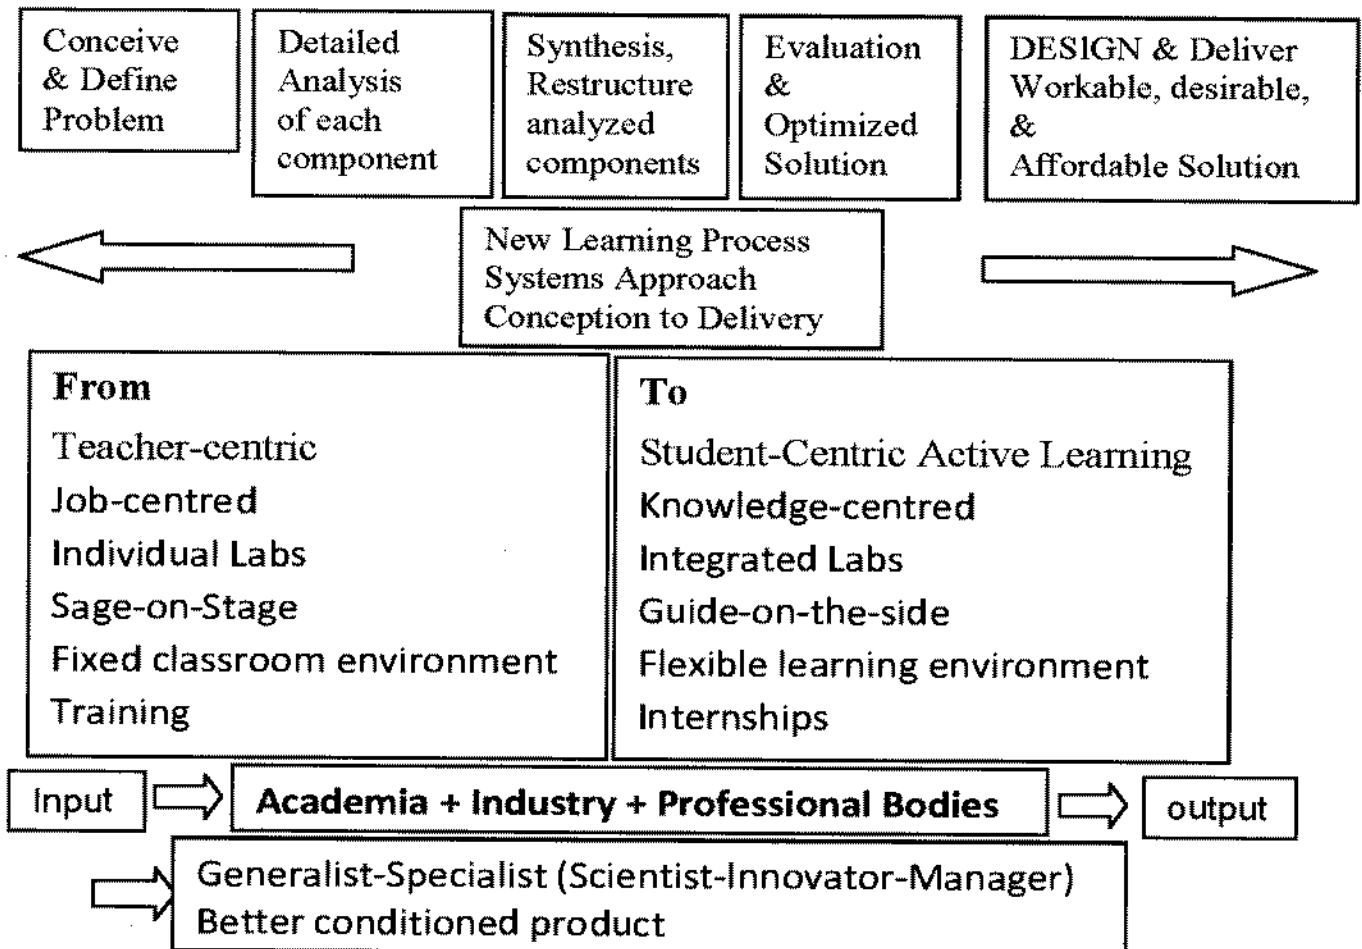 Conceive
& Define
Problem
Detailed
Analysis
of each
component
Synthesis,
Restructure
analyzed
components
Evaluation
&
Optimized
Solution
DESIGN & Deliver
Workable, desirable,
&
Affordable Solution
New Learning Process
Systems Approach
Conception to Delivery
From
Teacher-centric
Job-centred
Individual Labs
Sage-on-Stage
Fixed classroom environment
Training
To
Student-Centric Active Learning
Knowledge-centred
Integrated Labs
Guide-on-the-side
Flexible learning environment
Internships
Input
Academia + Industry + Professional Bodies
output
Generalist-Specialist (Scientist-Innovator-Manager)
Better conditioned product